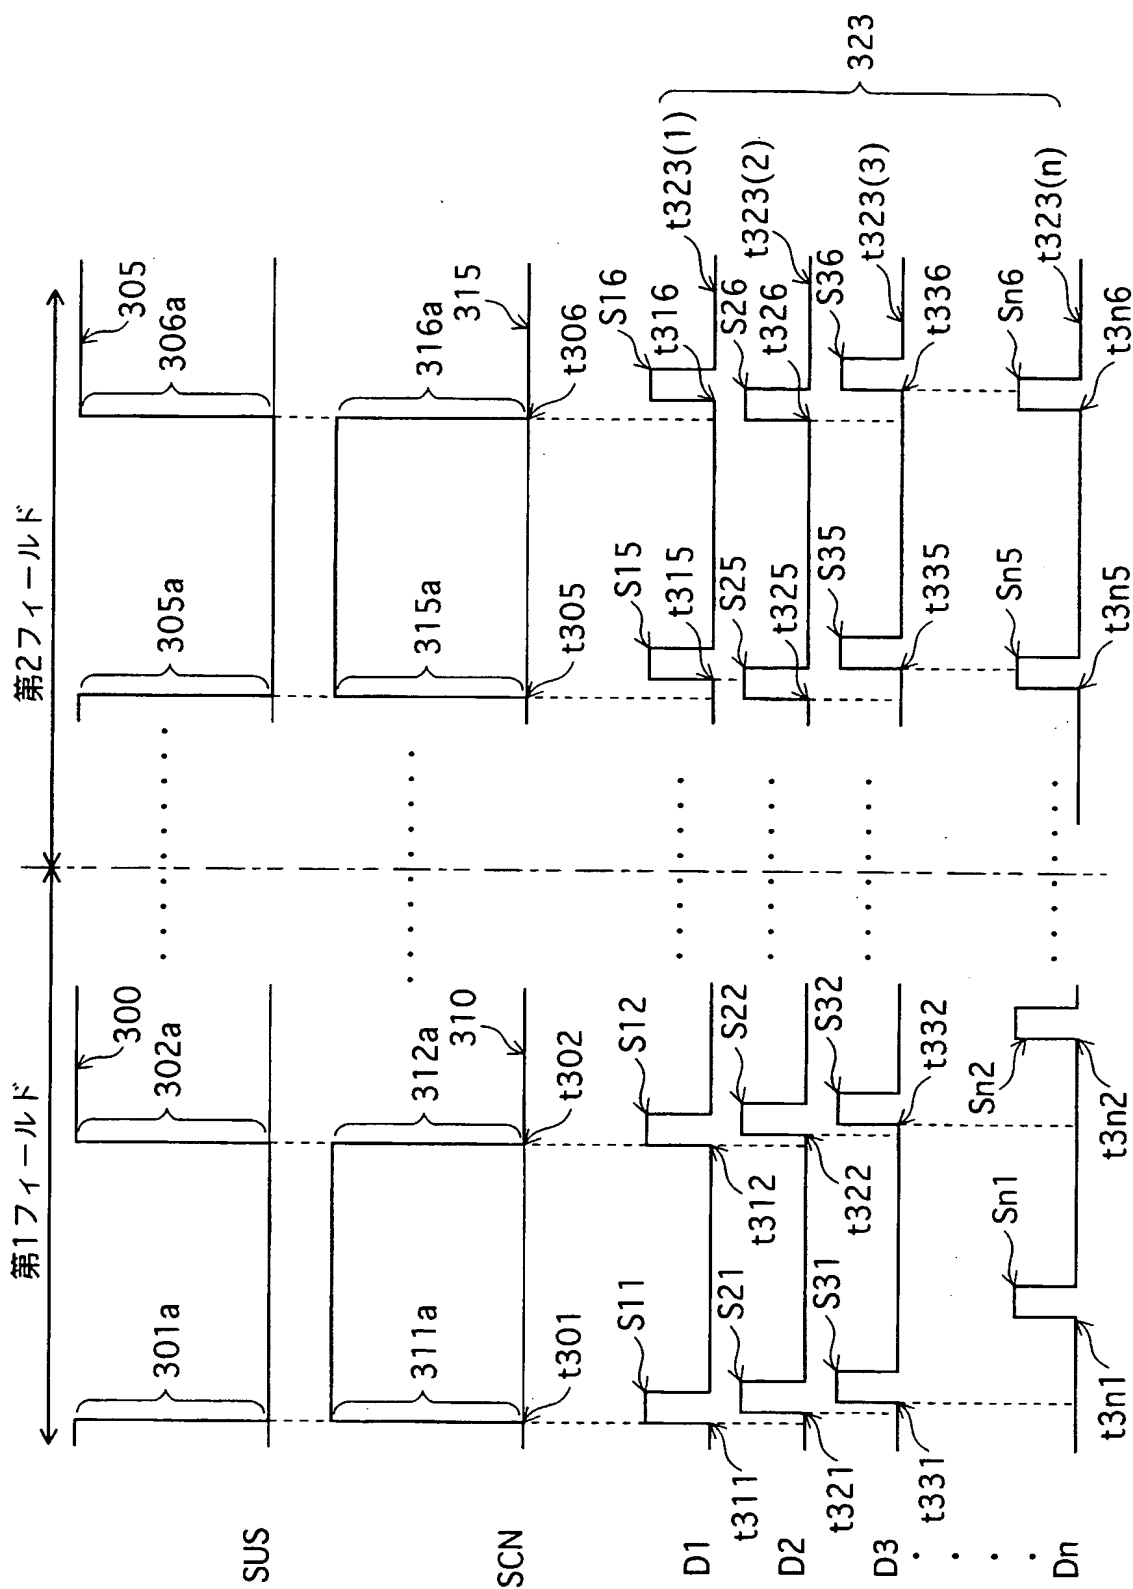 第1フィールド
第2フィールド
SUS
301a
302a
300
305a
306a
305
SCN
311a
312a
310
315a
316a
315
t301
t302
t305
t306
D1
S11
S12
S15
S16
t311
t312
t315
t316
t323(1)
D2
S21
S22
S25
S26
t321
t322
t325
t326
t323(2)
D3
S31
S32
S35
S36
t331
t332
t335
t336
t323(3)
Dn
Sn1
Sn2
Sn5
Sn6
t3n1
t3n2
t3n5
t3n6
t323(n)
323